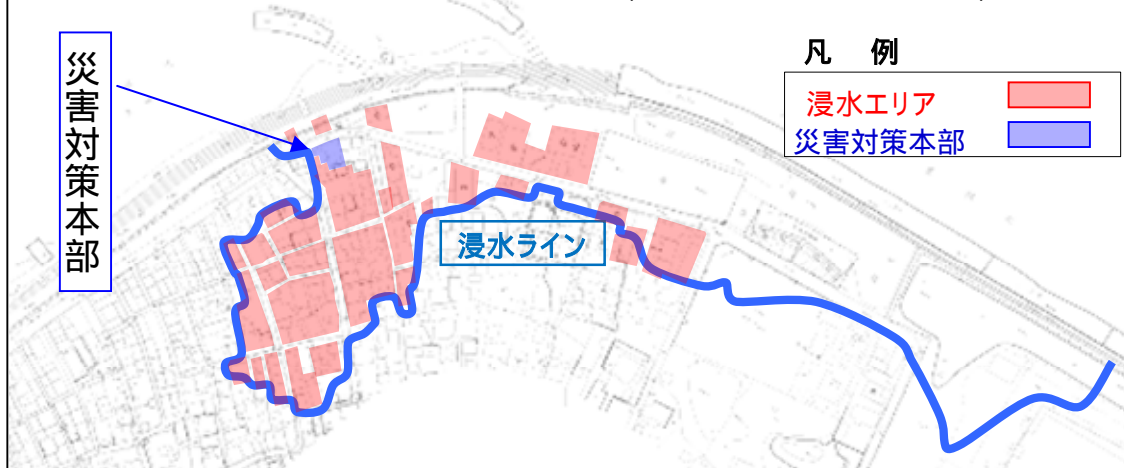 災害対策本部
凡 例
浸水エリア
災害対策本部
浸水ライン